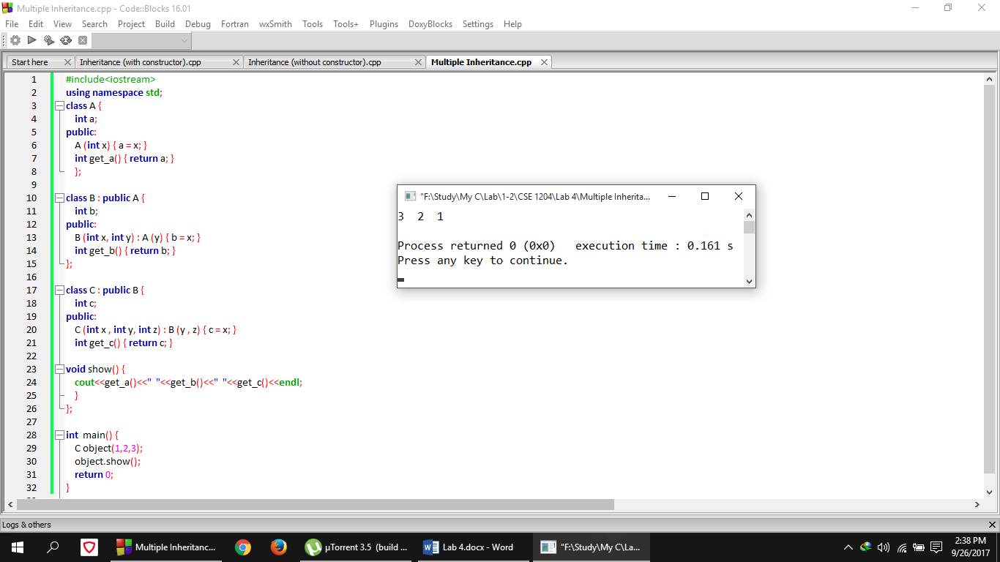 Multiple Inheritance.cpp - Code::Blocks 16.01
File Edit View Search Project Build Debug Fortran wxSmith Tools Tools+ Plugins DoxyBlocks Settings Help
Start here Inheritance (with constructor).cpp Inheritance (without constructor).cpp Multiple Inheritance.cpp
1 #include<iostream>
2 using namespace std;
3 class A {
4 int a;
5 public:
6 A (int x) { a = x; }
7 int get_a() { return a; }
8 };
9
10 class B : public A {
11 int b;
12 public:
13 B (int x, int y) : A (y) { b = x; }
14 int get_b() { return b; }
15 };
16
17 class C : public B {
18 int c;
19 public:
20 C (int x , int y, int z) : B (y , z) { c = x; }
21 int get_c() { return c; }
22
23 void show() {
24 cout<<get_a()<<"  "<<get_b()<<"  "<<get_c()<<endl;
25 }
26 };
27
28 int  main() {
29 C object(1,2,3);
30 object.show();
31 return 0;
32 }
"F:\Study\My C\Lab\1-2\CSE 1204\Lab 4\Multiple Inherita...
3  2  1
Process returned 0 (0x0)   execution time : 0.161 s
Press any key to continue.
Logs & others
Multiple Inheritanc... µTorrent 3.5  (build ... Lab 4.docx - Word "F:\Study\My C\La...
2:38 PM
9/26/2017